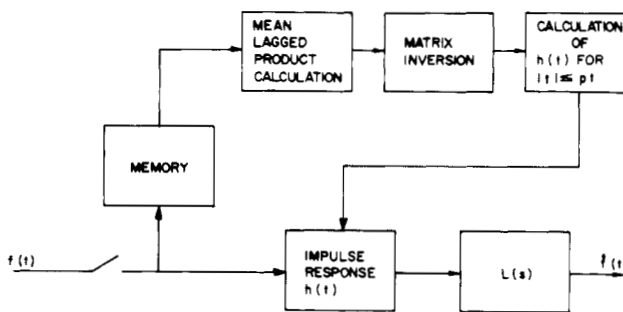 MEAN
LAGGED
PRODUCT
CALCULATION
MATRIX
INVERSION
CALCULATION
OF
h(t) FOR
|t|≤ pt
MEMORY
f(t)
IMPULSE
RESPONSE
h(t)
L(s)
f(t)